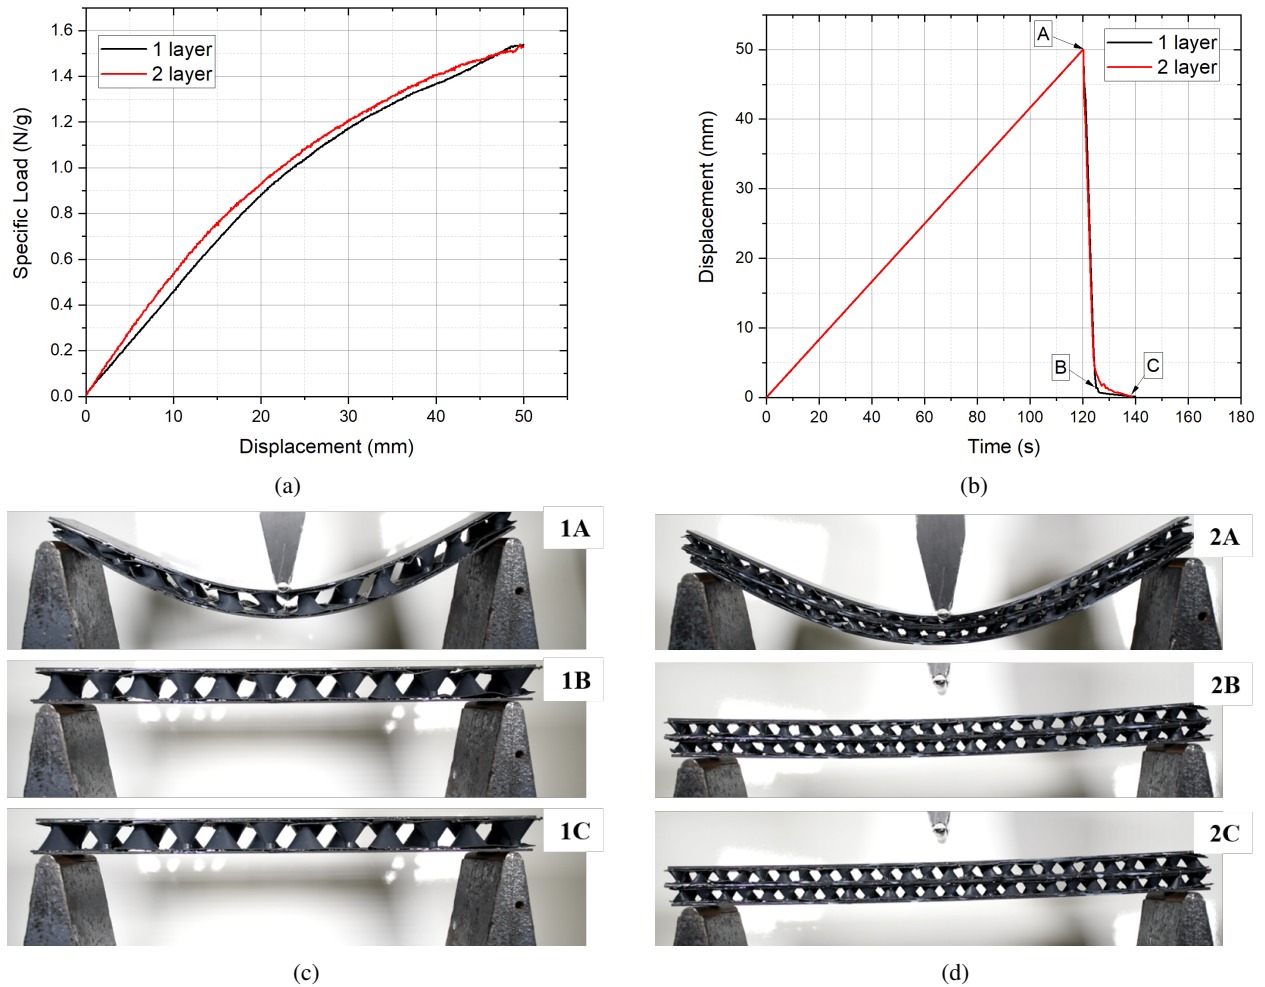 1.6
1.4
1.2
1.0
0.8
0.6
0.4
0.2
0.0
Specific Load (N/g)
1 layer
2 layer
0 10 20 30 40 50
Displacement (mm)
(a)
50
40
30
20
10
0
Displacement (mm)
A
1 layer
2 layer
B
C
0 20 40 60 80 100 120 140 160 180
Time (s)
(b)
1A
1B
1C
(c)
2A
2B
2C
(d)